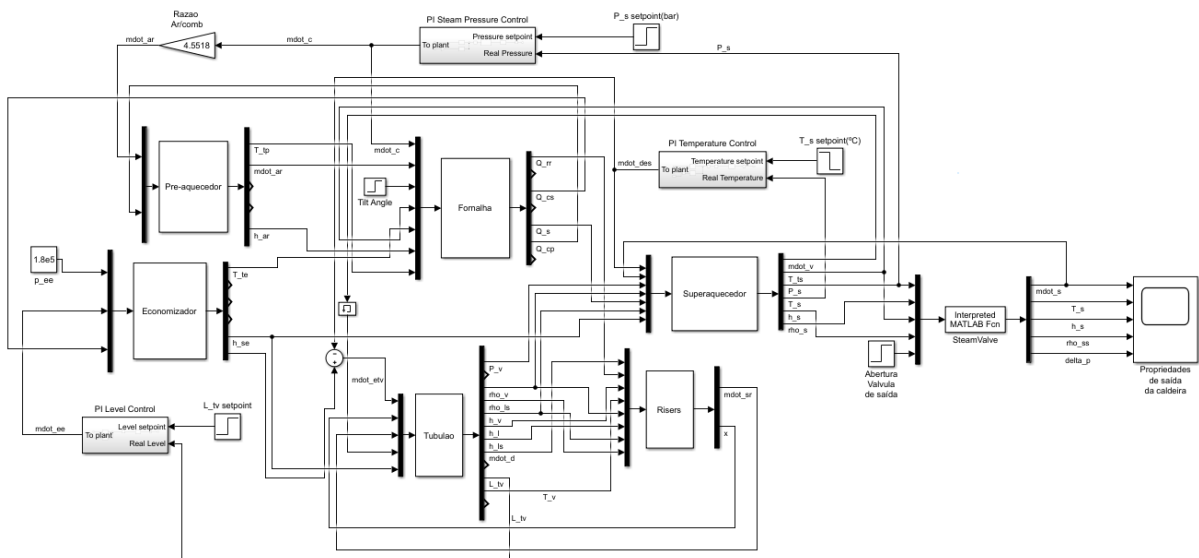 Razao
Ar/comb
4.5518
mdot_ar
mdot_c
PI Steam Pressure Control
To plant
Pressure setpoint
Real Pressure
P_s setpoint(bar)
P_s
Pre-aquecedor
T_tp
mdot_ar
h_ar
mdot_c
Tilt Angle
Fornalha
Q_rr
Q_cs
Q_s
Q_cp
mdot_des
PI Temperature Control
To plant
Temperature setpoint
Real Temperature
T_s setpoint(ºC)
1.8e5
p_ee
Economizador
T_te
h_se
Superaquecedor
mdot_v
T_ts
P_s
T_s
h_s
rho_s
Abertura
Valvula
de saída
Interpreted
MATLAB Fcn
SteamValve
mdot_s
T_s
h_s
rho_ss
delta_p
Propriedades
de saída
da caldeira
PI Level Control
To plant
Level setpoint
Real Level
L_tv setpoint
mdot_ee
mdot_etv
Tubulao
P_v
rho_v
rho_ls
h_v
h_l
h_ls
mdot_d
L_tv
T_v
L_tv
Risers
mdot_sr
x